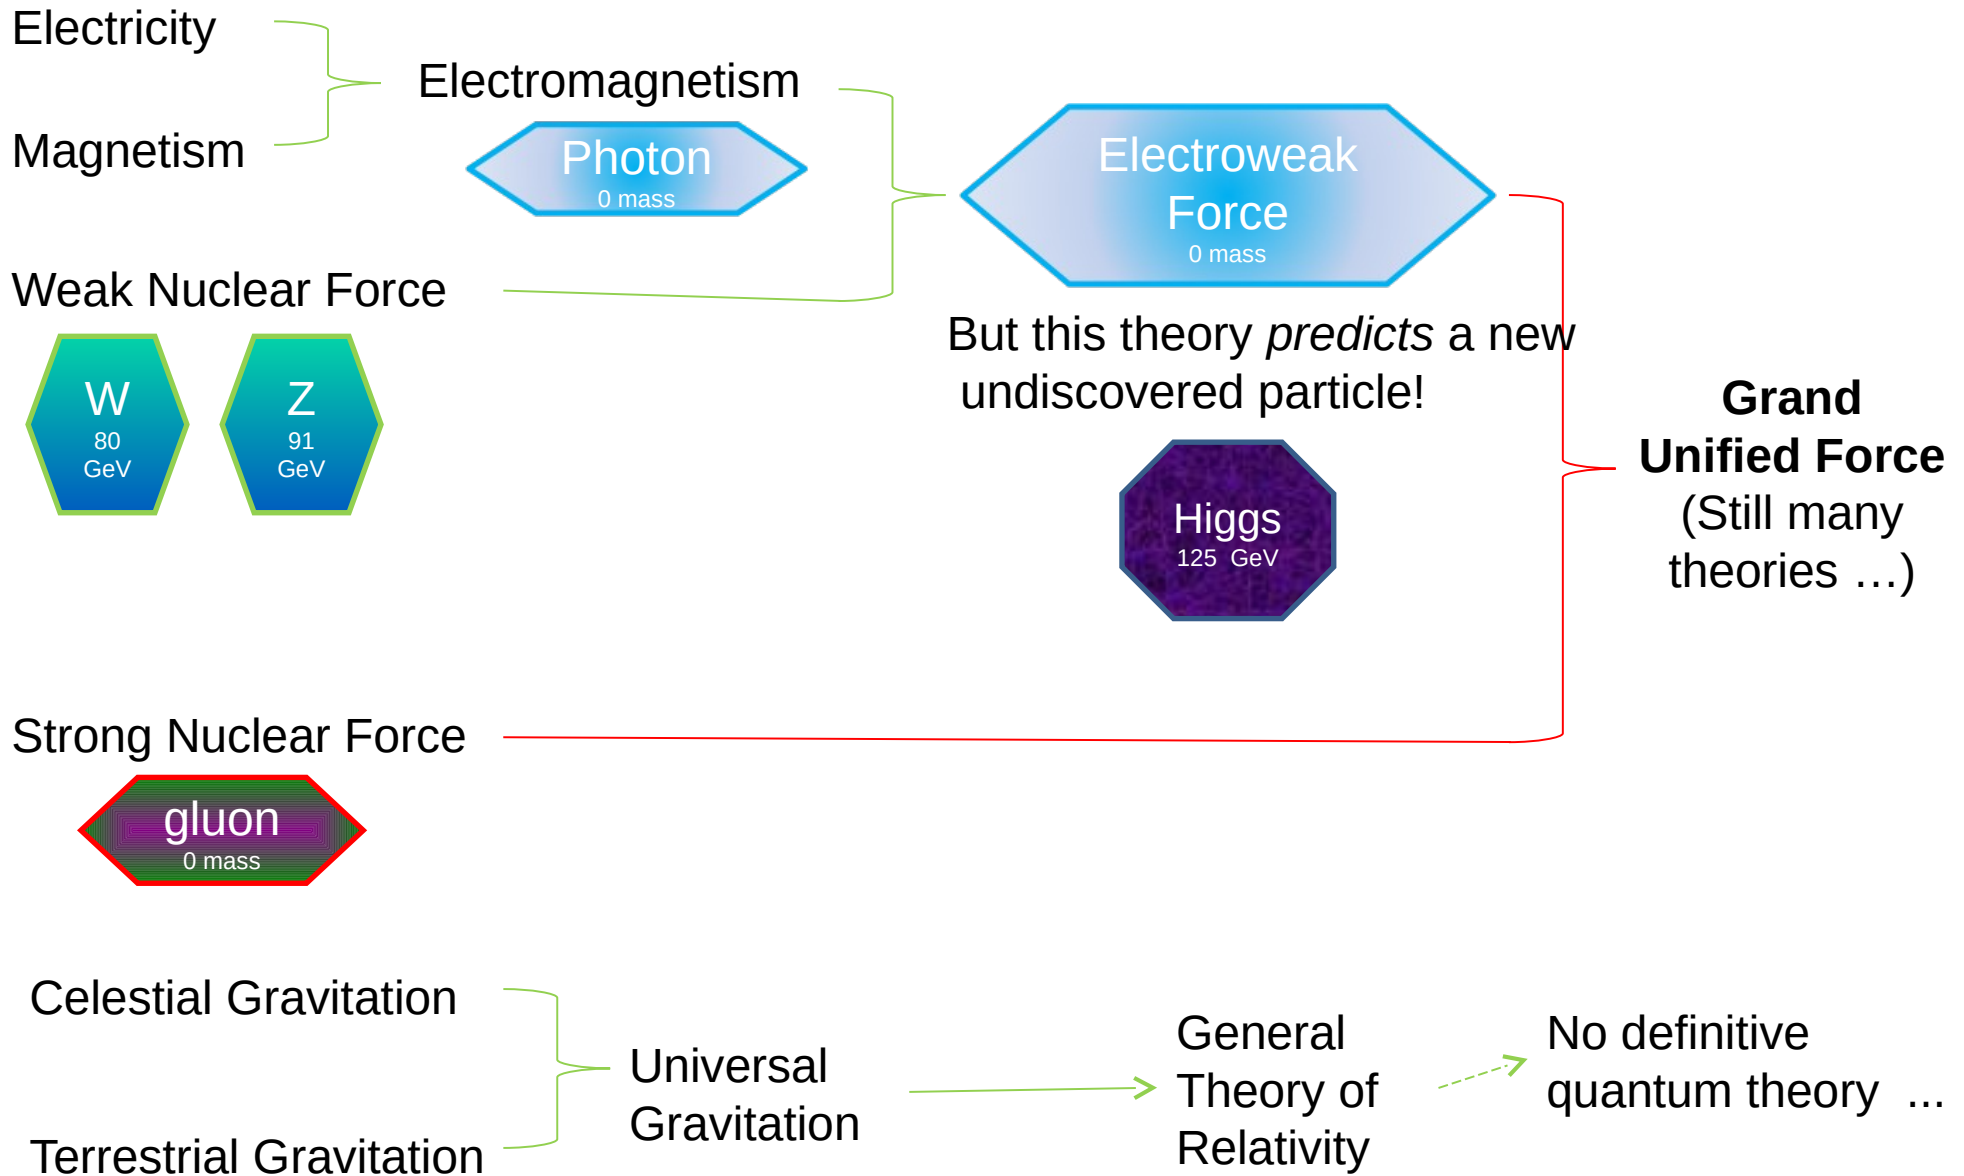 Electricity
Magnetism
Electromagnetism
Photon
0 mass
Weak Nuclear Force
W
80
GeV
Z
91
GeV
Electroweak
Force
0 mass
But this theory predicts a new
undiscovered particle!
Higgs
125  GeV
Grand
Unified Force
(Still many
theories …)
Strong Nuclear Force
gluon
0 mass
Celestial Gravitation
Terrestrial Gravitation
Universal
Gravitation
General
Theory of
Relativity
No definitive
quantum theory  ...